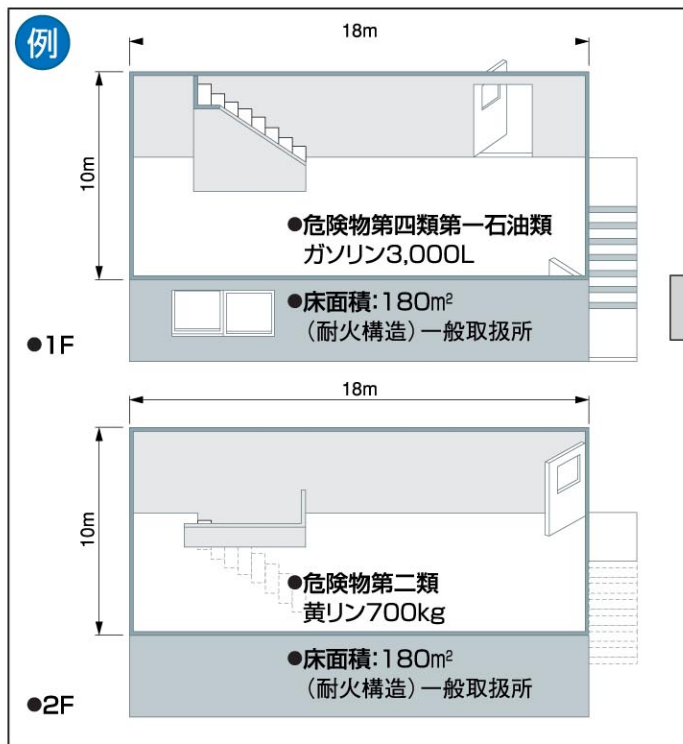 例
18m
10m
●危険物第四類第一石油類
ガソリン3,000L
●床面積：180m²
（耐火構造）一般取扱所
●1F
18m
10m
●危険物第二類
黄リン700kg
●床面積：180m²
（耐火構造）一般取扱所
●2F